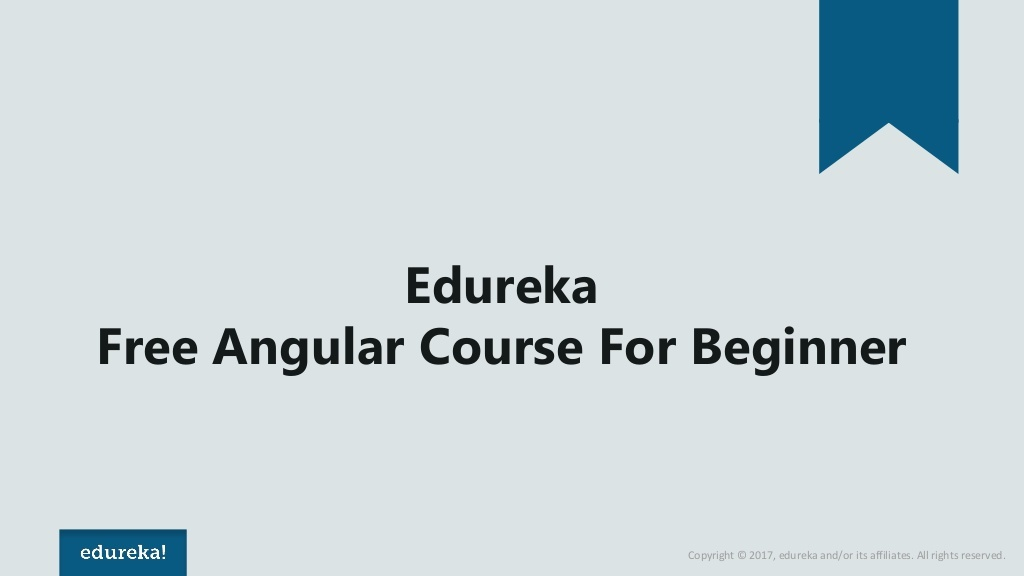 Edureka
Free Angular Course For Beginner
edureka!
Copyright © 2017, edureka and/or its affiliates. All rights reserved.